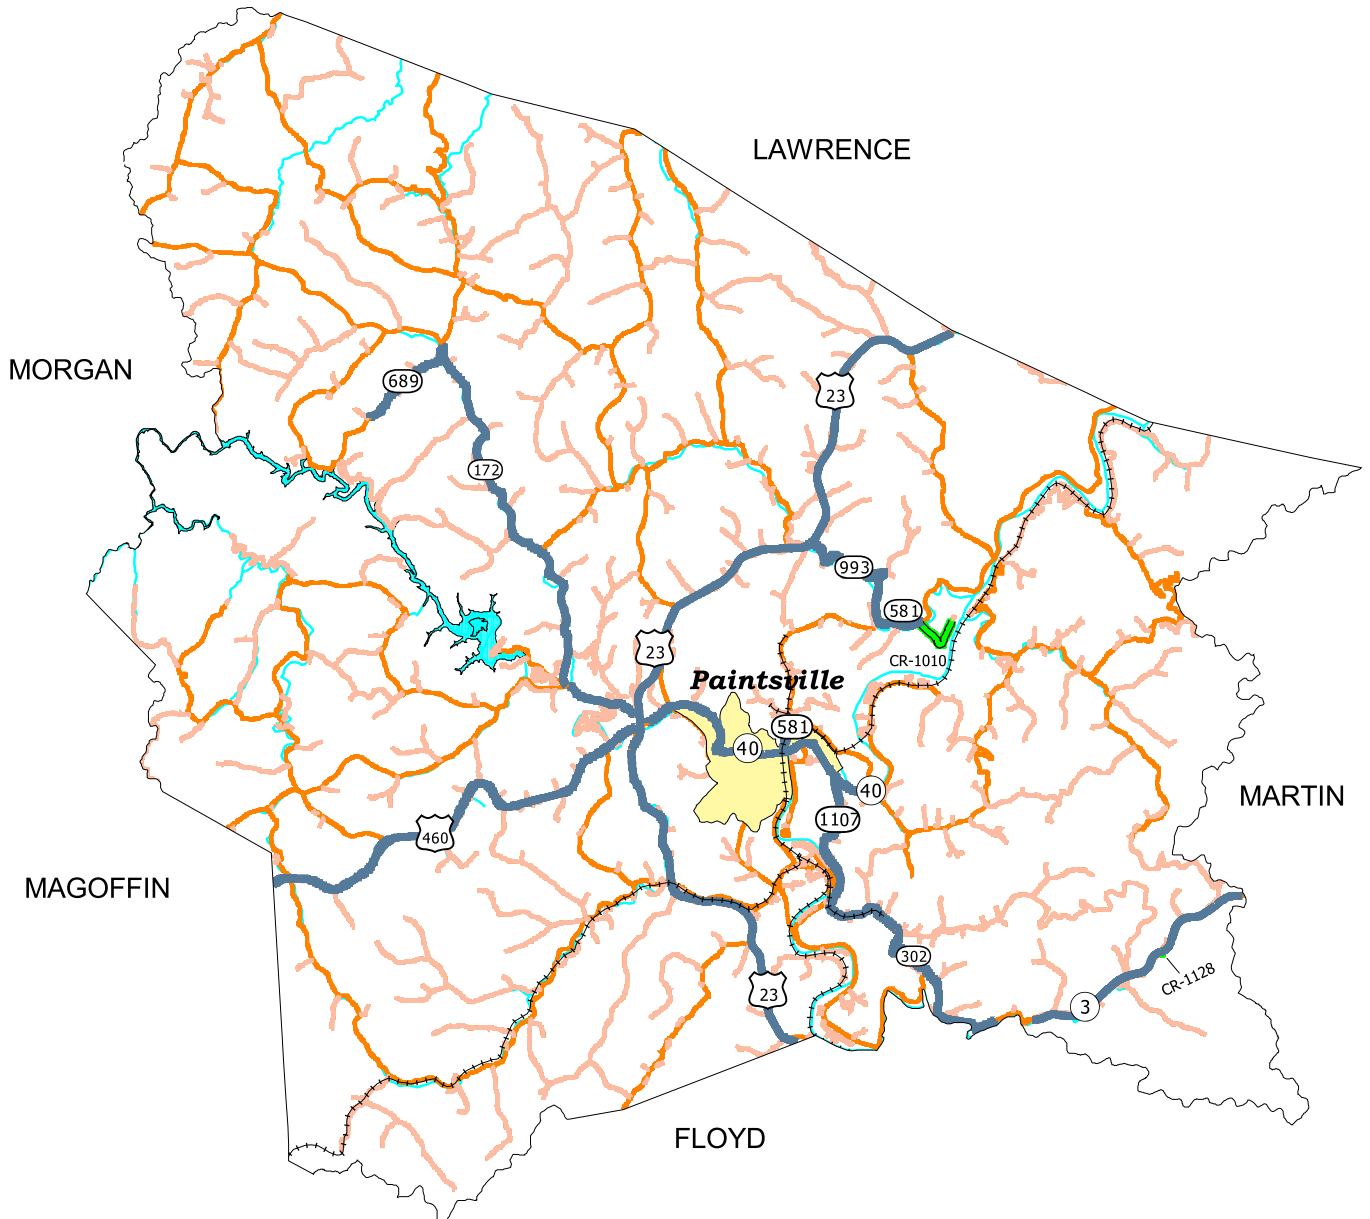 LAWRENCE
MORGAN
689
23
172
993
581
CR-1010
23
Paintsville
581
40
40
MARTIN
1107
460
MAGOFFIN
302
CR-1128
23
3
FLOYD